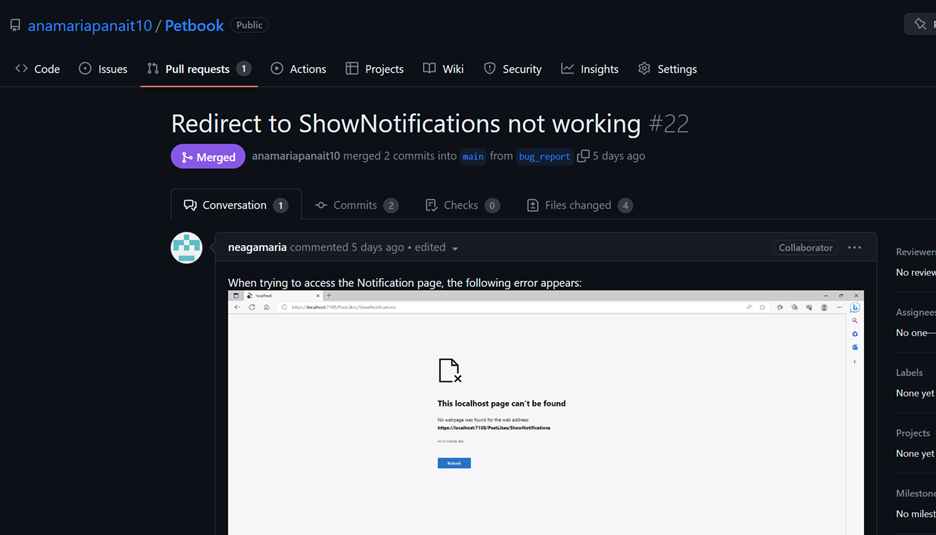 anamariapanait10 / Petbook Public
Code Issues Pull requests 1 Actions Projects Wiki Security Insights Settings
Redirect to ShowNotifications not working #22
Merged anamariapanait10 merged 2 commits into main from bug_report 5 days ago
Conversation 1 Commits 2 Checks 0 Files changed 4
neagamaria commented 5 days ago • edited Collaborator
Reviewers
No review
When trying to access the Notification page, the following error appears:
localhost
https://localhost:7108/PostLikes/ShowNotifications
Assignees
No one—
Labels
None yet
This localhost page can't be found
No webpage was found for the web address:
https://localhost:7108/PostLikes/ShowNotifications
Projects
None yet
Refresh
Milestone
No milest